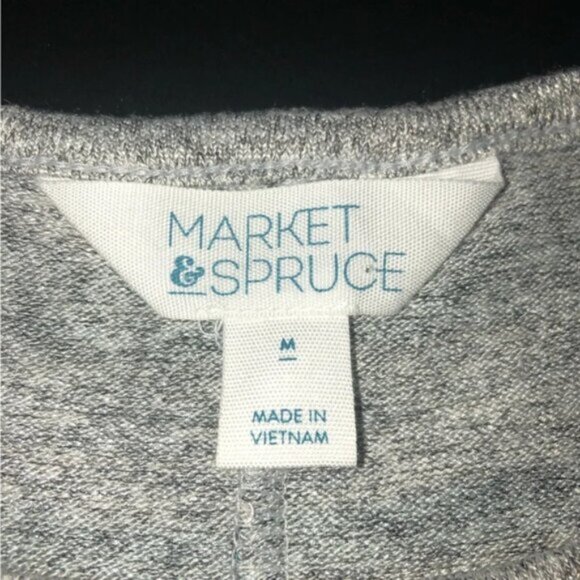 MARKET
& SPRUCE
M
MADE IN
VIETNAM